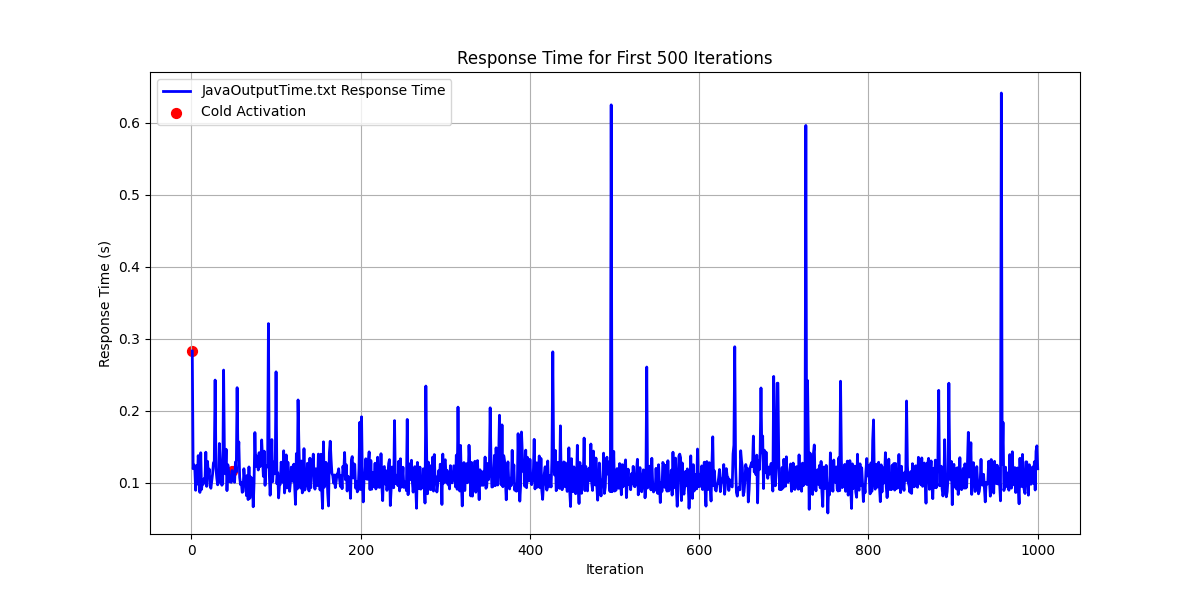 Response Time for First 500 Iterations
JavaOutputTime.txt Response Time
Cold Activation
Response Time (s)
0.6
0.5
0.4
0.3
0.2
0.1
0 200 400 600 800 1000
Iteration